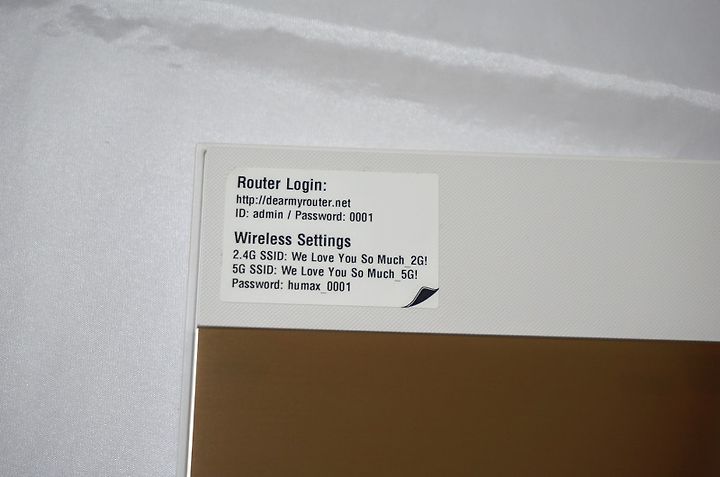 Router Login:
http://dearmyrouter.net
ID: admin / Password: 0001
Wireless Settings
2.4G SSID: We Love You So Much_2G!
5G SSID: We Love You So Much_5G!
Password: humax_0001